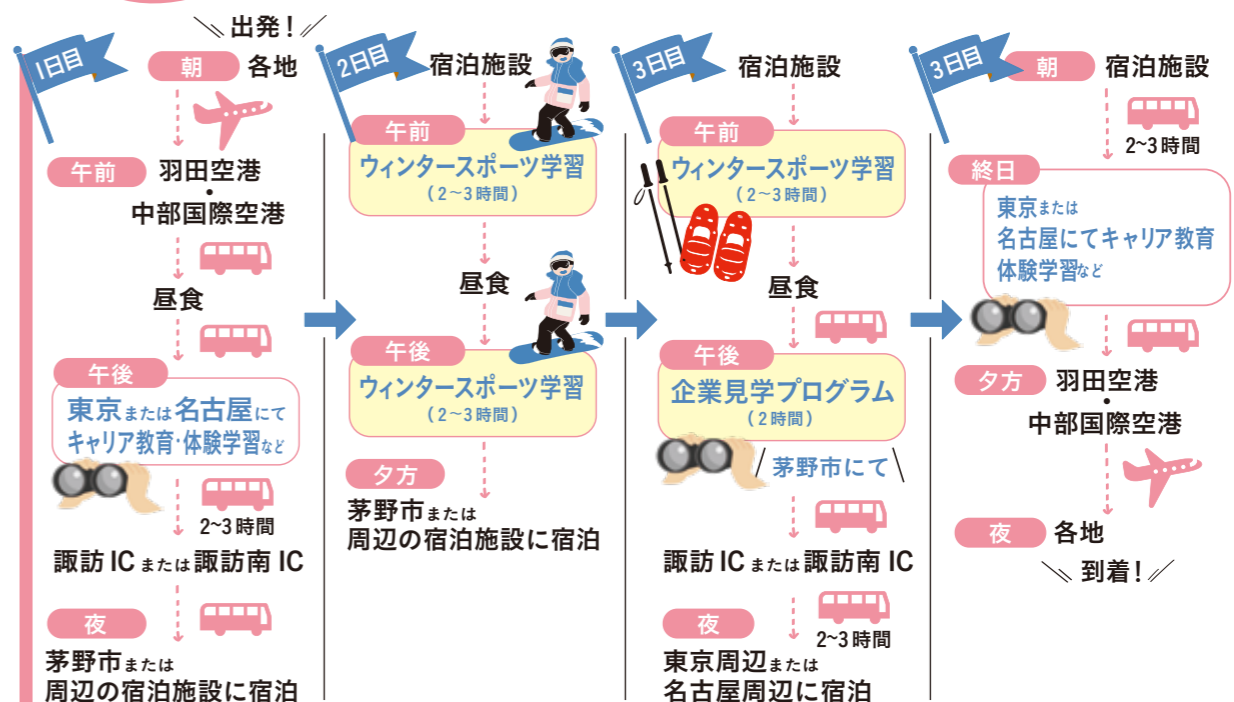 出発！
1日目
朝 各地
午前 羽田空港
・
中部国際空港
昼食
午後
東京または名古屋にて
キャリア教育・体験学習など
2~3時間
諏訪ICまたは諏訪南IC
夜
茅野市または
周辺の宿泊施設に宿泊
2日目
宿泊施設
午前
ウィンタースポーツ学習
(2~3時間)
昼食
午後
ウィンタースポーツ学習
(2~3時間)
夕方
茅野市または
周辺の宿泊施設に宿泊
3日目
宿泊施設
午前
ウィンタースポーツ学習
(2~3時間)
昼食
午後
企業見学プログラム
(2時間)
茅野市にて
諏訪ICまたは諏訪南IC
夜
2~3時間
東京周辺または
名古屋周辺に宿泊
3日目
朝 宿泊施設
2~3時間
終日
東京または
名古屋にてキャリア教育
体験学習など
夕方 羽田空港
・
中部国際空港
夜 各地
到着！